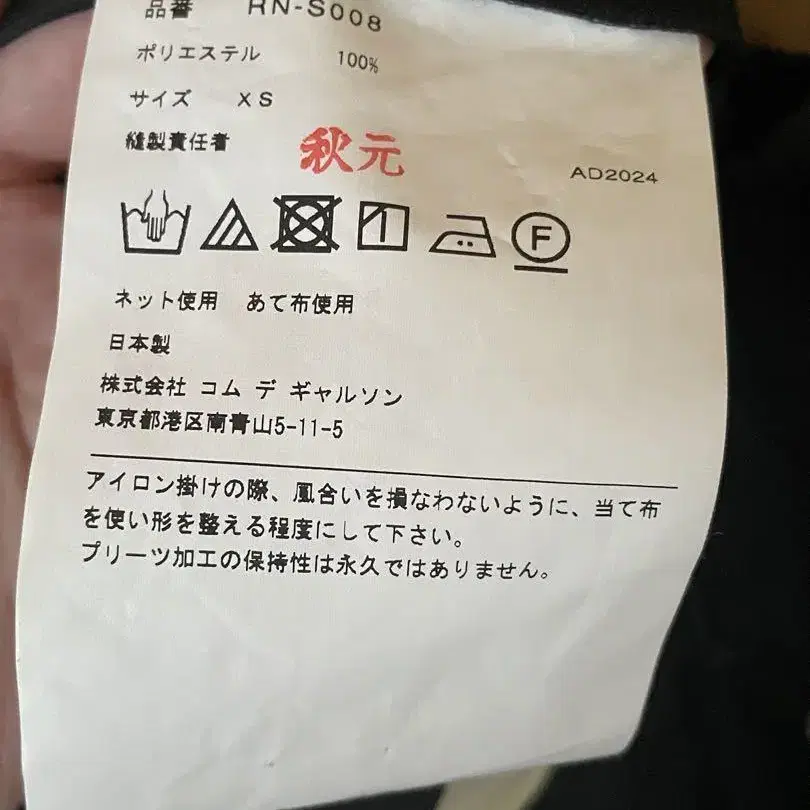 品番 RN-S008
ポリエステル 100%
サイズ XS
縫製責任者 秋元 AD2024
F
ネット使用 あて布使用
日本製
株式会社 コム デ ギャルソン
東京都港区南青山5-11-5
アイロン掛けの際、風合いを損なわないように、当て布
を使い形を整える程度にして下さい。
プリーツ加工の保持性は永久ではありません。